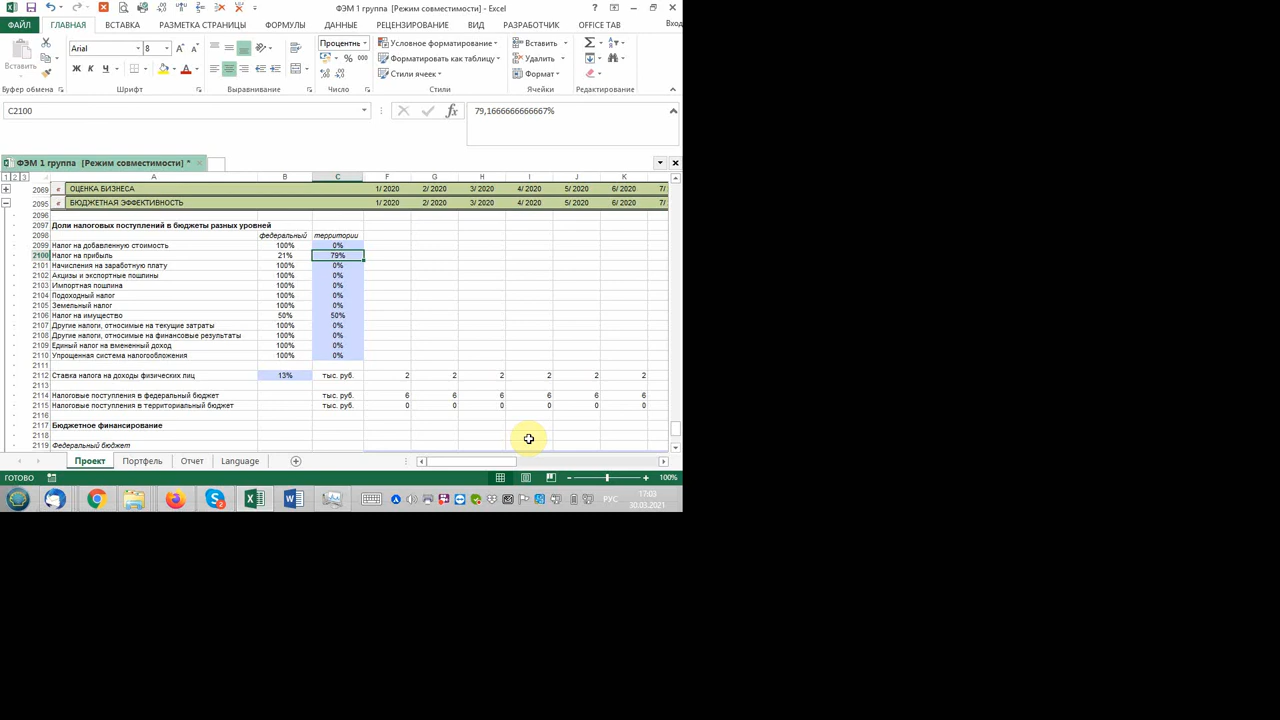 ФЭМ 1 группа [Режим совместимости] - Excel
ФАЙЛ ГЛАВНАЯ ВСТАВКА РАЗМЕТКА СТРАНИЦЫ ФОРМУЛЫ ДАННЫЕ РЕЦЕНЗИРОВАНИЕ ВИД РАЗРАБОТЧИК OFFICE TAB Вход
Arial 8 Процентнь Условное форматирование Вставить
Вставить Форматировать как таблицу Удалить
Ж К Ч Стили ячеек Формат
Буфер обмена Шрифт Выравнивание Число Стили Ячейки Редактирование
C2100 79,1666666666667%
ФЭМ 1 группа [Режим совместимости] *
1 2 3 A B C F G H I J K
2069 ОЦЕНКА БИЗНЕСА 1/ 2020 2/ 2020 3/ 2020 4/ 2020 5/ 2020 6/ 2020 7/
2095 БЮДЖЕТНАЯ ЭФФЕКТИВНОСТЬ 1/ 2020 2/ 2020 3/ 2020 4/ 2020 5/ 2020 6/ 2020 7/
2096
2097 Доли налоговых поступлений в бюджеты разных уровней
2098 федеральный территории
2099 Налог на добавленную стоимость 100% 0%
2100 Налог на прибыль 21% 79%
2101 Начисления на заработную плату 100% 0%
2102 Акцизы и экспортные пошлины 100% 0%
2103 Импортная пошлина 100% 0%
2104 Подоходный налог 100% 0%
2105 Земельный налог 100% 0%
2106 Налог на имущество 50% 50%
2107 Другие налоги, относимые на текущие затраты 100% 0%
2108 Другие налоги, относимые на финансовые результаты 100% 0%
2109 Единый налог на вмененный доход 100% 0%
2110 Упрощенная система налогообложения 100% 0%
2111
2112 Ставка налога на доходы физических лиц 13% тыс. руб. 2 2 2 2 2 2
2113
2114 Налоговые поступления в федеральный бюджет тыс. руб. 6 6 6 6 6 6
2115 Налоговые поступления в территориальный бюджет тыс. руб. 0 0 0 0 0 0
2116
2117 Бюджетное финансирование
2118
2119 Федеральный бюджет
Проект Портфель Отчет Language
ГОТОВО 100%
РУС 17:03
30.03.2021